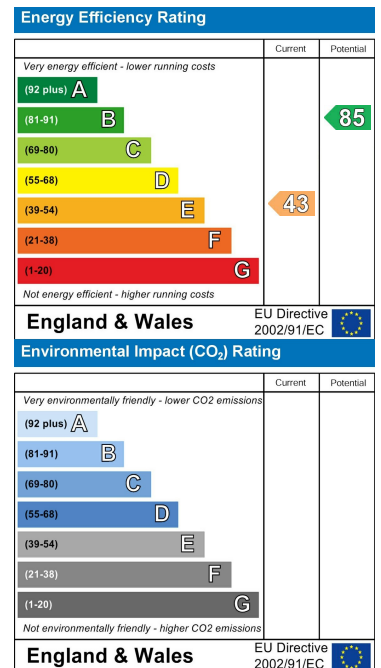 Energy Efficiency Rating
Current Potential
Very energy efficient - lower running costs
(92 plus) A
(81-91) B
85
(69-80) C
(55-68) D
(39-54) E
43
(21-38) F
(1-20) G
Not energy efficient - higher running costs
England & Wales
EU Directive
2002/91/EC
Environmental Impact (CO₂) Rating
Current Potential
Very environmentally friendly - lower CO2 emissions
(92 plus) A
(81-91) B
(69-80) C
(55-68) D
(39-54) E
(21-38) F
(1-20) G
Not environmentally friendly - higher CO2 emissions
England & Wales
EU Directive
2002/91/EC